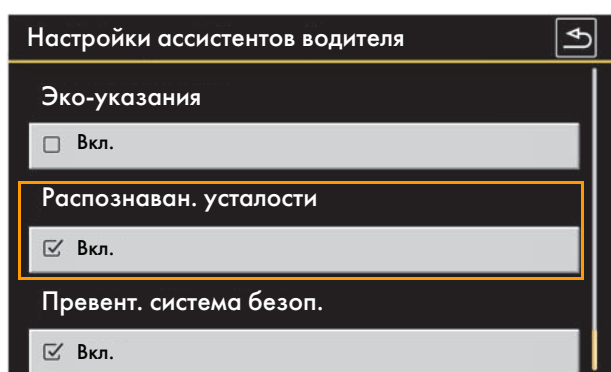 Настройки ассистентов водителя
Эко-указания
Вкл.
Распознаван. усталости
Вкл.
Превент. система безоп.
Вкл.